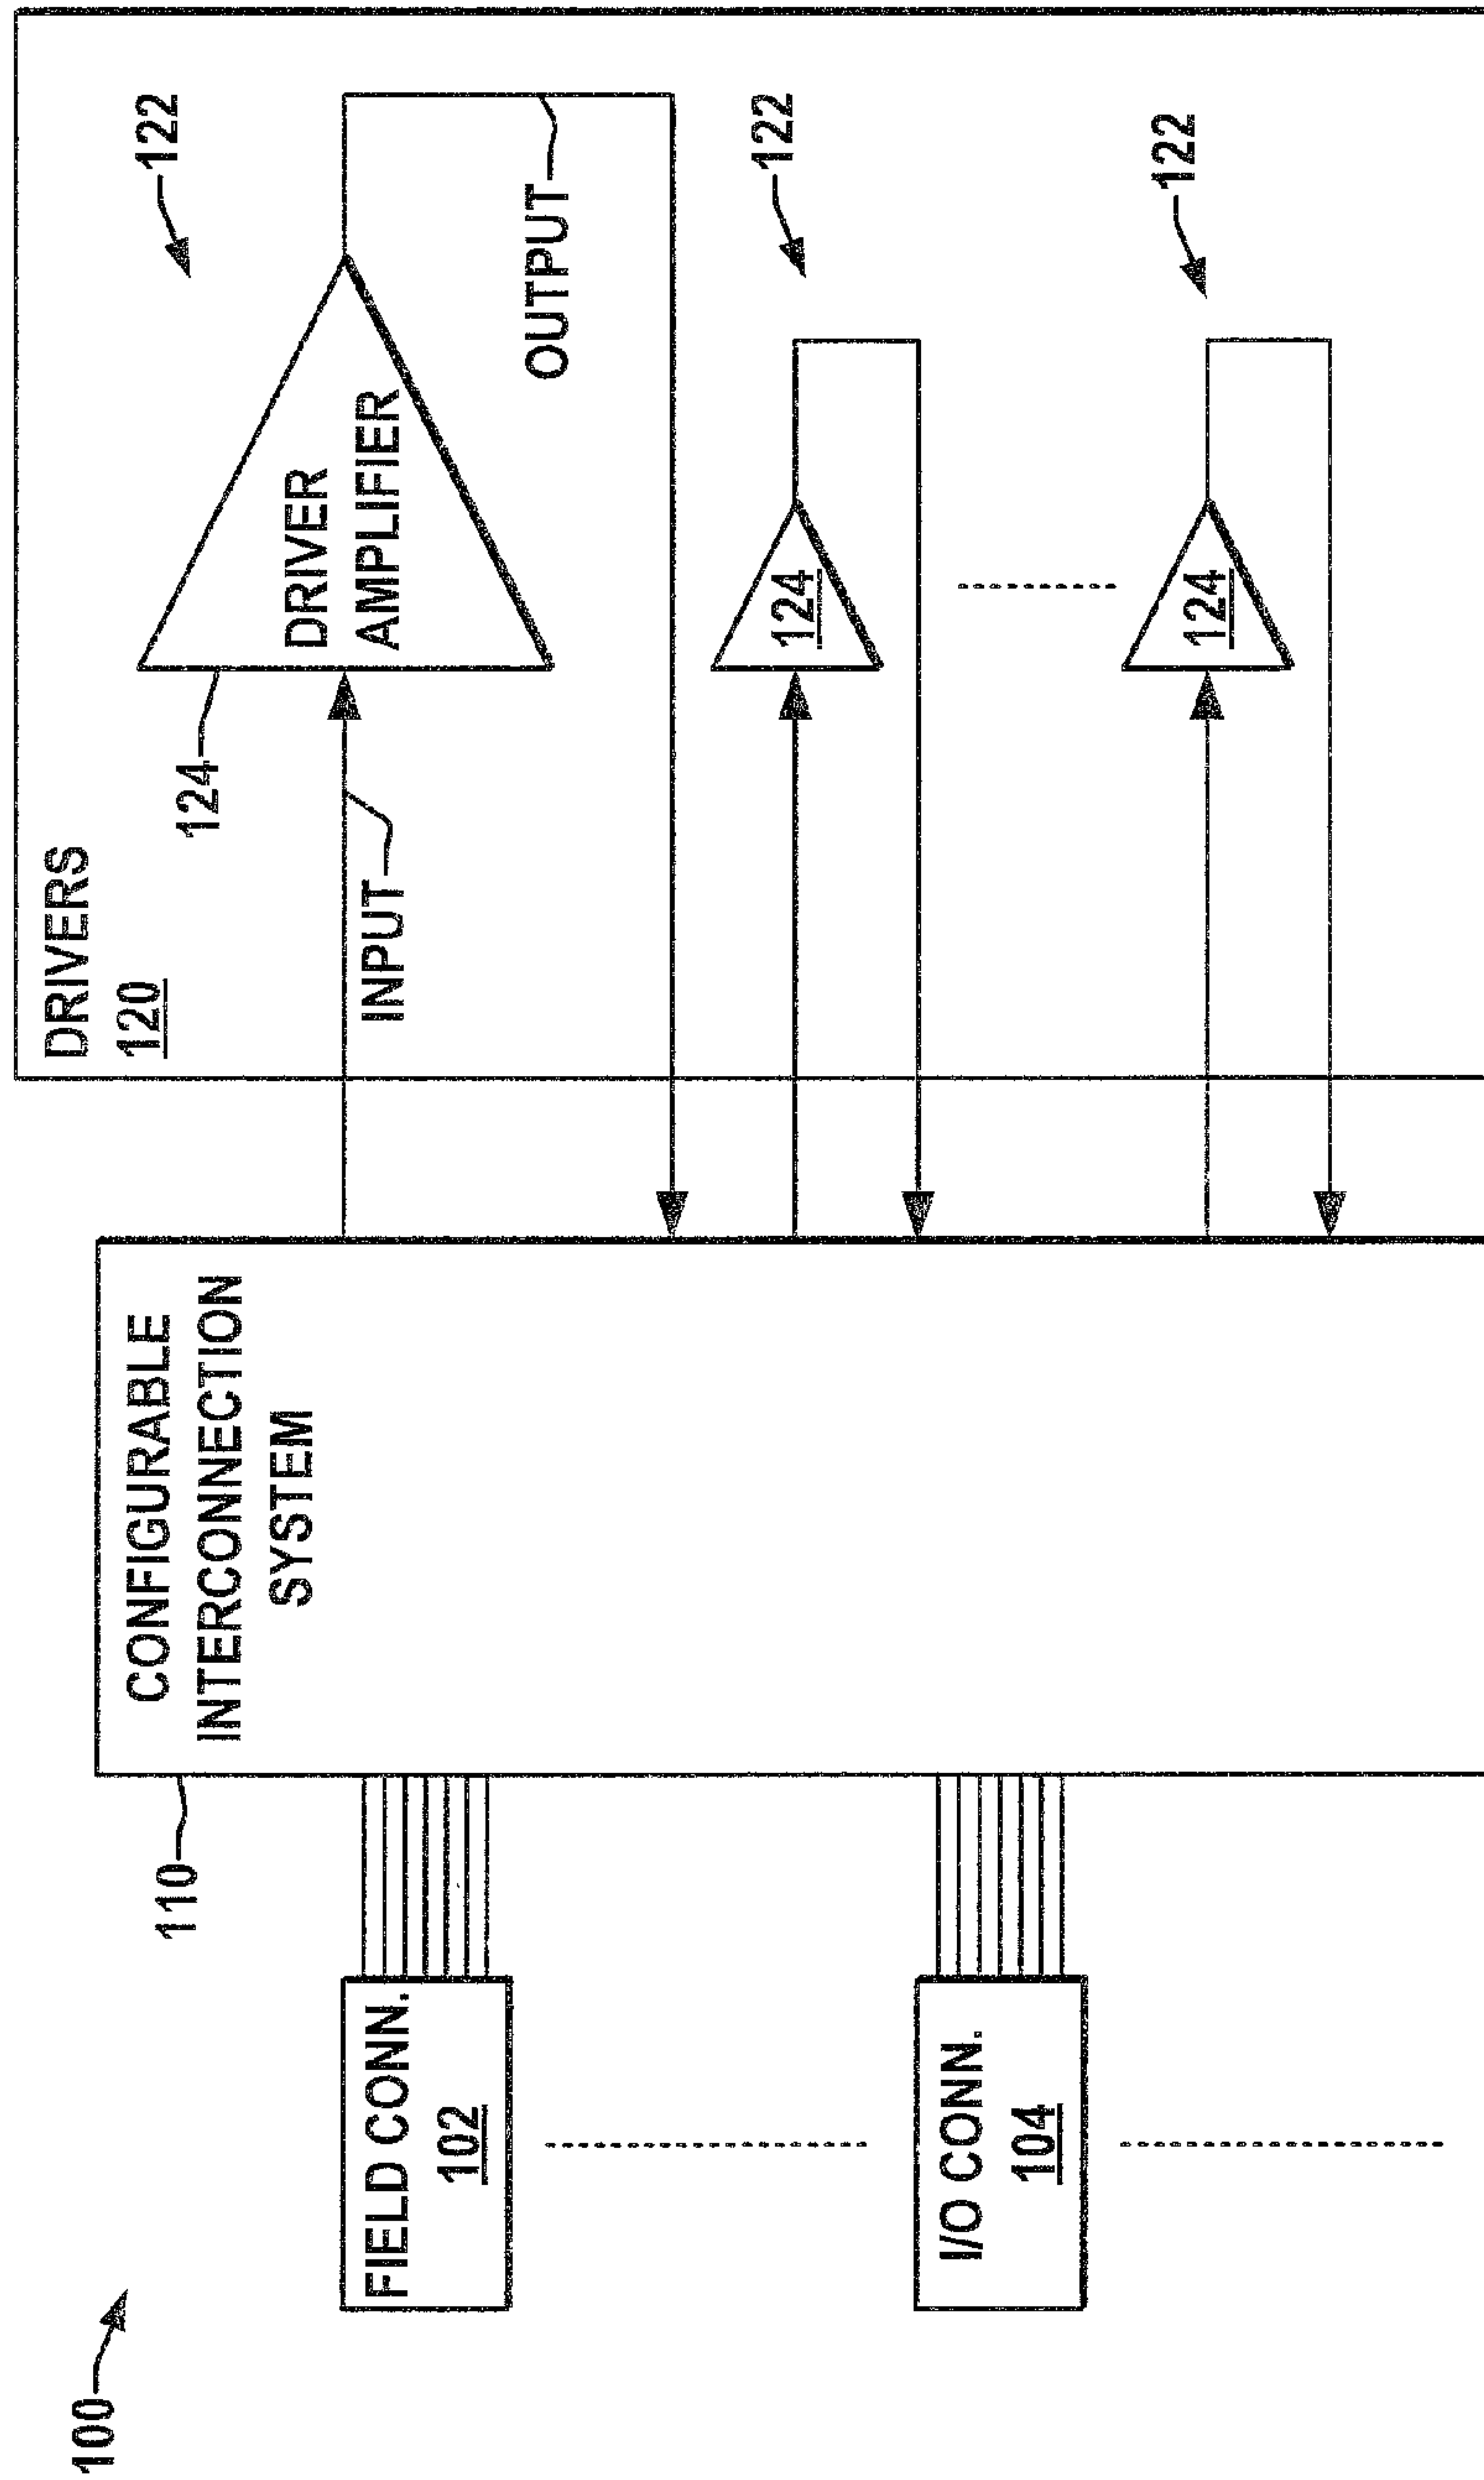 100
FIELD CONN.
102
I/O CONN.
104
110
CONFIGURABLE
INTERCONNECTION
SYSTEM
DRIVERS
120
INPUT
124
DRIVER
AMPLIFIER
OUTPUT
122
124
122
124
122